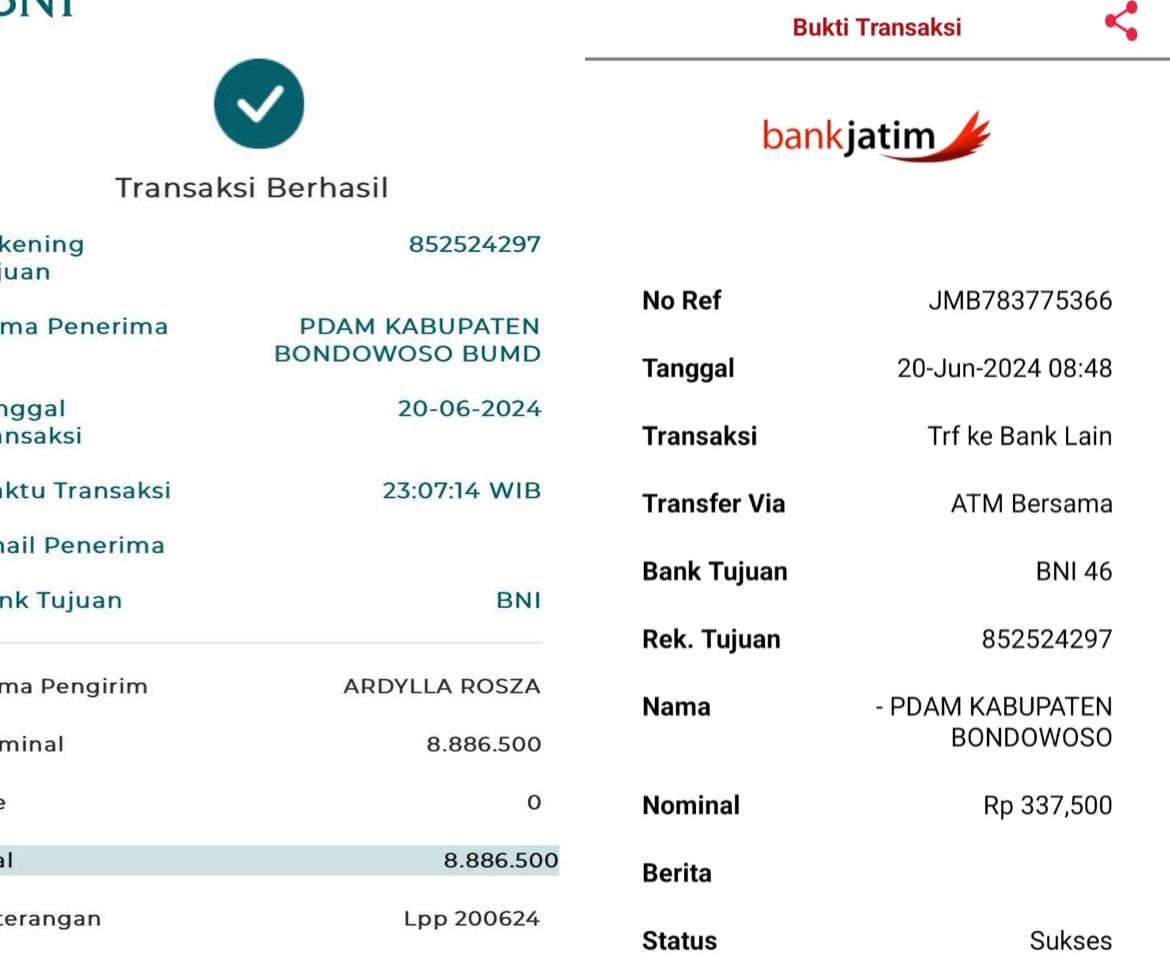 BNI
Transaksi Berhasil
kening
juan
852524297
ma Penerima
PDAM KABUPATEN
BONDOWOSO BUMD
nggal
ansaksi
20-06-2024
aktu Transaksi
23:07:14 WIB
ail Penerima
nk Tujuan
BNI
ma Pengirim
ARDYLLA ROSZA
minal
8.886.500
e
0
al
8.886.500
terangan
Lpp 200624
Bukti Transaksi
bankjatim
No Ref
JMB783775366
Tanggal
20-Jun-2024 08:48
Transaksi
Trf ke Bank Lain
Transfer Via
ATM Bersama
Bank Tujuan
BNI 46
Rek. Tujuan
852524297
Nama
- PDAM KABUPATEN
BONDOWOSO
Nominal
Rp 337,500
Berita
Status
Sukses